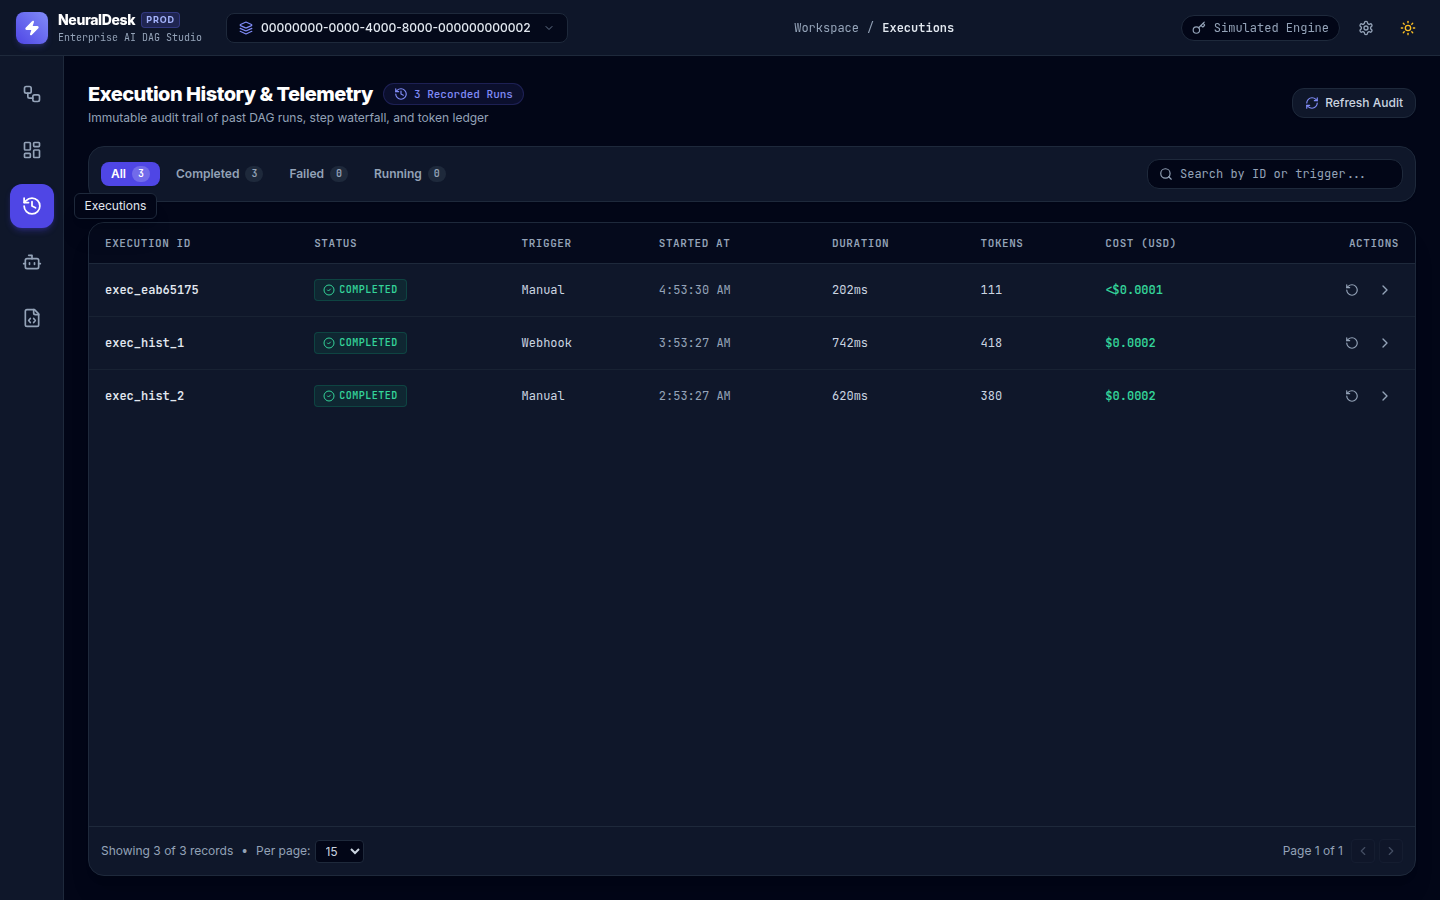 NeuralDesk PROD
Enterprise AI DAG Studio
00000000-0000-4000-8000-000000000002
Workspace / Executions
Simulated Engine
Execution History & Telemetry
3 Recorded Runs
Immutable audit trail of past DAG runs, step waterfall, and token ledger
Refresh Audit
All 3 Completed 3 Failed 0 Running 0
Search by ID or trigger...
Executions
EXECUTION ID STATUS TRIGGER STARTED AT DURATION TOKENS COST (USD) ACTIONS
exec_eab65175 COMPLETED Manual 4:53:30 AM 202ms 111 <$0.0001
exec_hist_1 COMPLETED Webhook 3:53:27 AM 742ms 418 $0.0002
exec_hist_2 COMPLETED Manual 2:53:27 AM 620ms 380 $0.0002
Showing 3 of 3 records • Per page: 15
Page 1 of 1